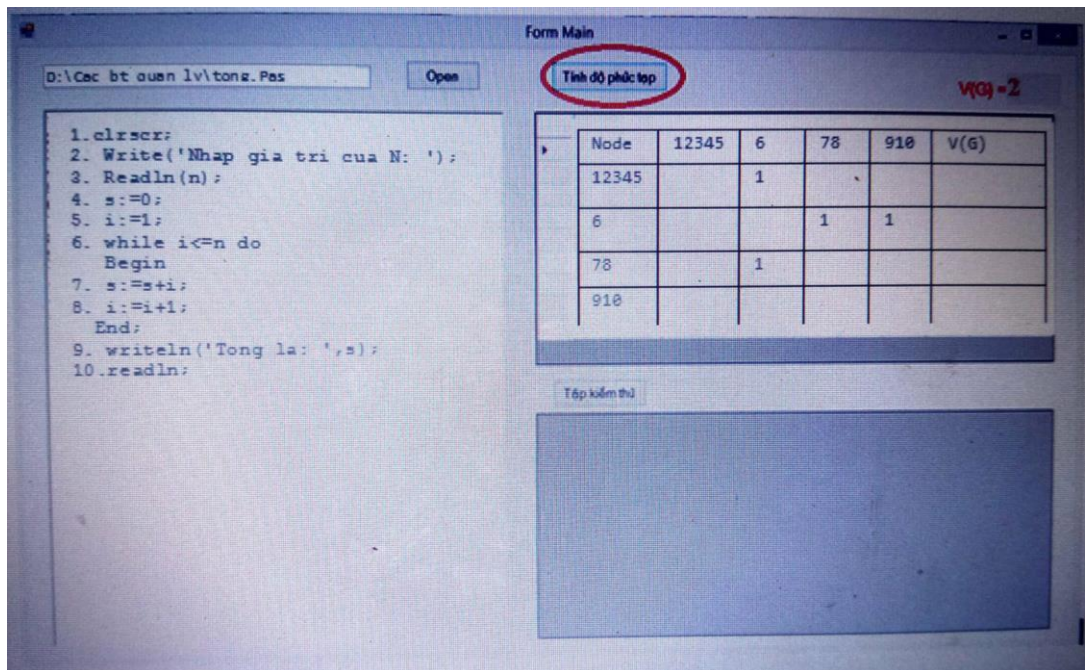 Form Main
D:\Cac bt quan lv\tong.Pas
Open
Tính độ phức tạp
V(G) = 2
1.clrscr;
2. Write('Nhap gia tri cua N: ');
3. Readln(n);
4. s:=0;
5. i:=1;
6. while i<=n do
Begin
7. s:=s+i;
8. i:=i+1;
End;
9. writeln('Tong la: ',s);
10.readln;
Node 12345 6 78 910 V(G)
12345 1
6 1 1
78 1
910
Tập kiểm thử